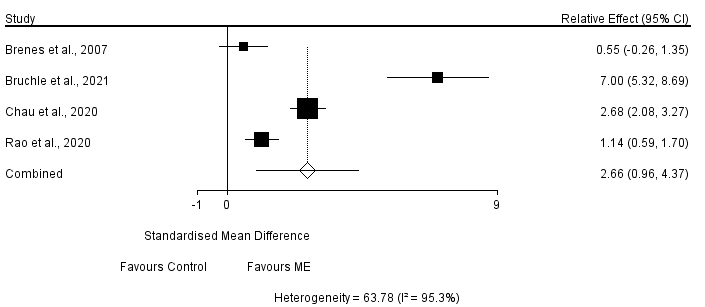 Study Relative Effect (95% CI)
Brenes et al., 2007 0.55 (-0.26, 1.35)
Bruchle et al., 2021 7.00 (5.32, 8.69)
Chau et al., 2020 2.68 (2.08, 3.27)
Rao et al., 2020 1.14 (0.59, 1.70)
Combined 2.66 (0.96, 4.37)
-1 0 9
Standardised Mean Difference
Favours Control Favours ME
Heterogeneity = 63.78 (I² = 95.3%)